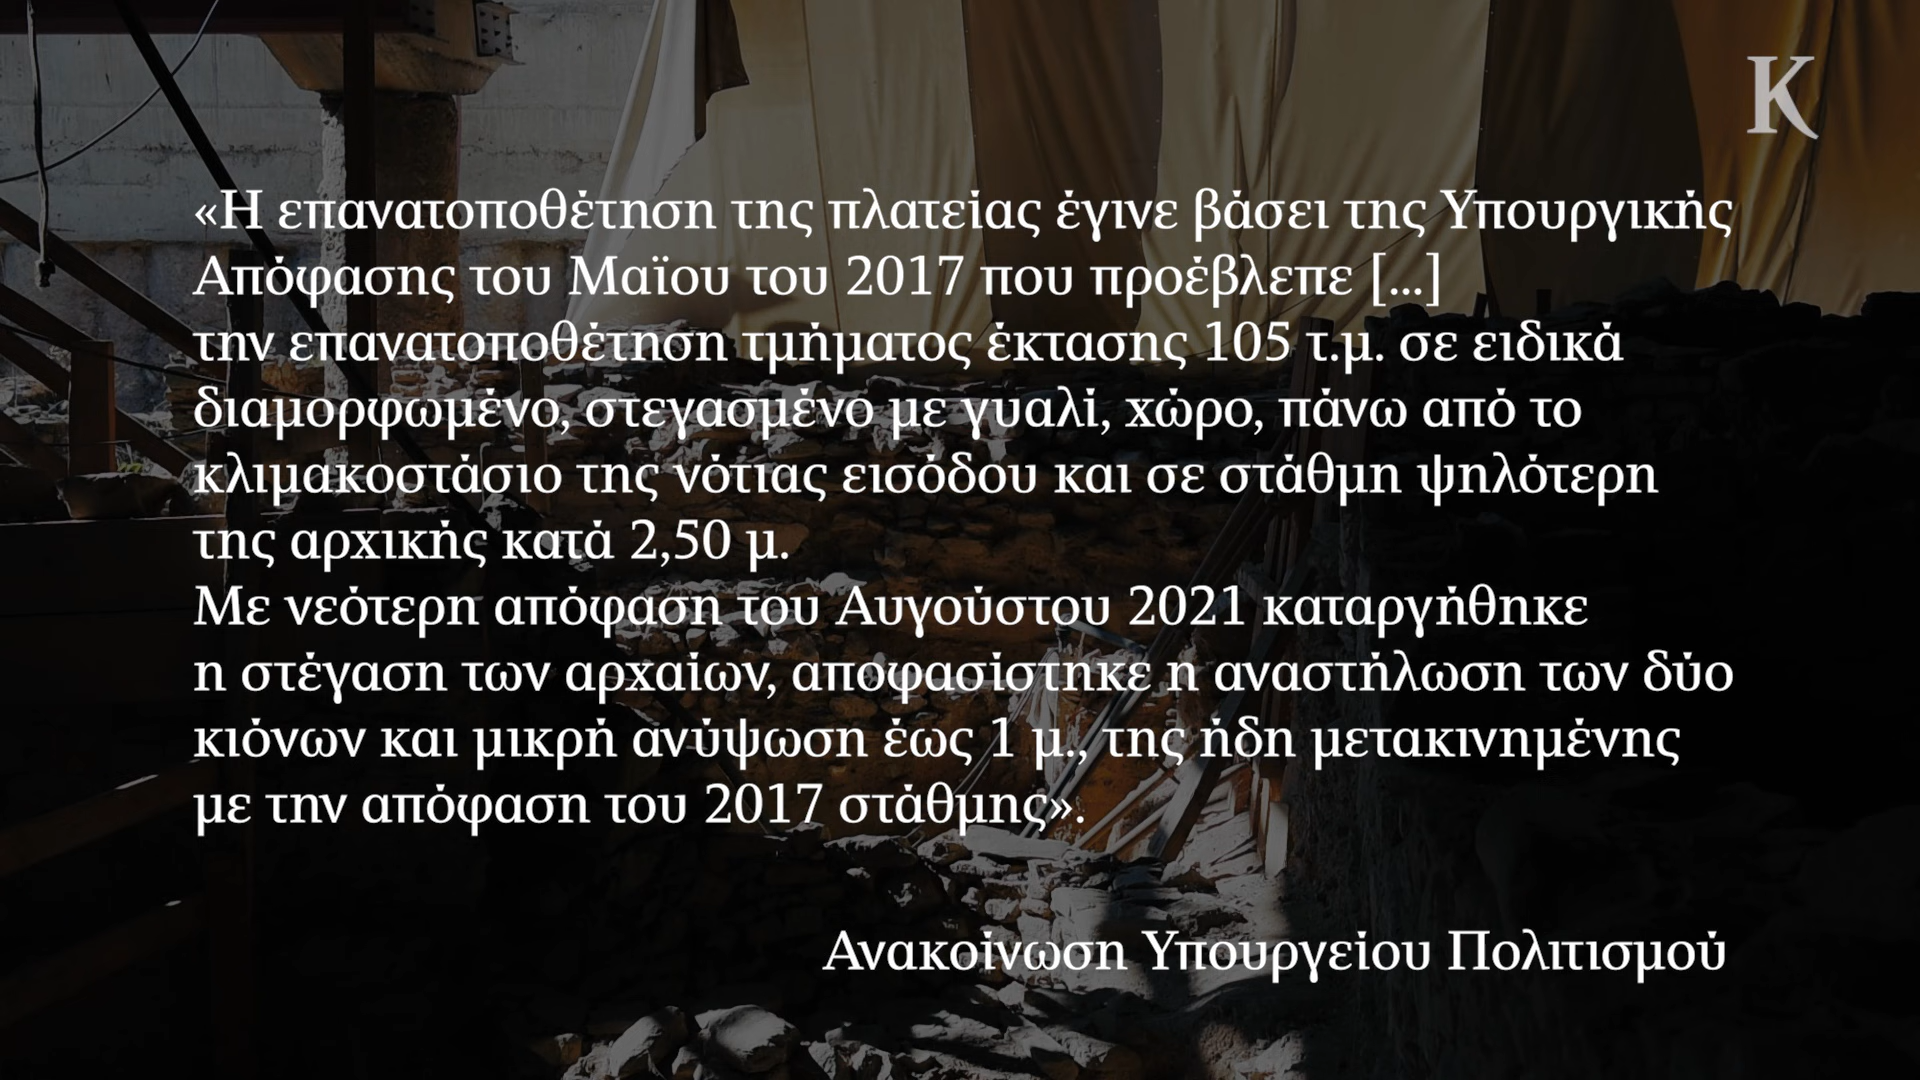 K
«Η επανατοποθέτηση της πλατείας έγινε βάσει της Υπουργικής
Απόφασης του Μαϊου του 2017 που προέβλεπε [...]
την επανατοποθέτηση τμήματος έκτασης 105 τ.μ. σε ειδικά
διαμορφωμένο, στεγασμένο με γυαλί, χώρο, πάνω από το
κλιμακοστάσιο της νότιας εισόδου και σε στάθμη ψηλότερη
της αρχικής κατά 2,50 μ.
Με νεότερη απόφαση του Αυγούστου 2021 καταργήθηκε
η στέγαση των αρχαίων, αποφασίστηκε η αναστήλωση των δύο
κιόνων και μικρή ανύψωση έως 1 μ., της ήδη μετακινημένης
με την απόφαση του 2017 στάθμης».
Ανακοίνωση Υπουργείου Πολιτισμού